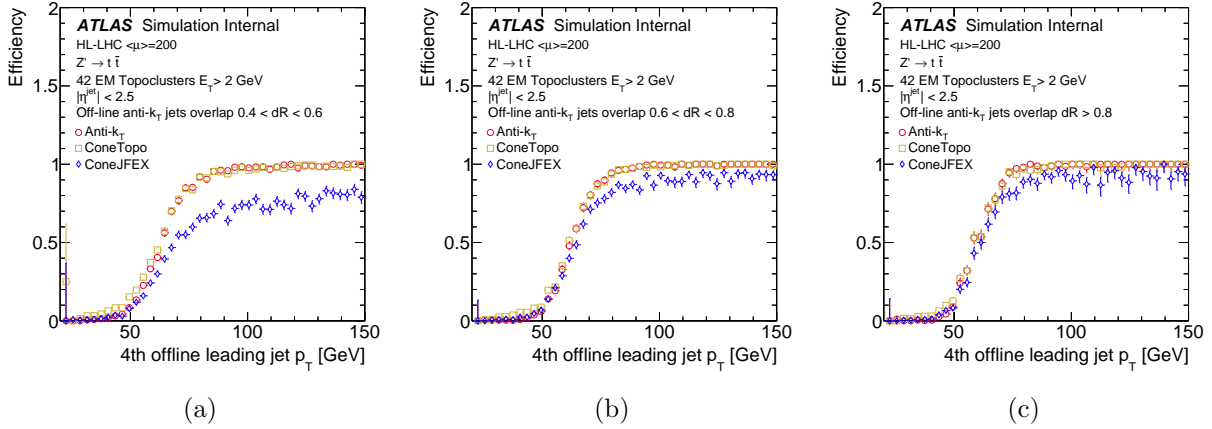 Efficiency
2
1.5
1
0.5
0
ATLAS Simulation Internal
HL-LHC <μ>=200
Z' → t t̄
42 EM Topoclusters E_T > 2 GeV
|η^jet| < 2.5
Off-line anti-k_T jets overlap 0.4 < dR < 0.6
Anti-k_T
ConeTopo
ConeJFEX
50 100 150
4th offline leading jet p_T [GeV]
(a)
Efficiency
2
1.5
1
0.5
0
ATLAS Simulation Internal
HL-LHC <μ>=200
Z' → t t̄
42 EM Topoclusters E_T > 2 GeV
|η^jet| < 2.5
Off-line anti-k_T jets overlap 0.6 < dR < 0.8
Anti-k_T
ConeTopo
ConeJFEX
50 100 150
4th offline leading jet p_T [GeV]
(b)
Efficiency
2
1.5
1
0.5
0
ATLAS Simulation Internal
HL-LHC <μ>=200
Z' → t t̄
42 EM Topoclusters E_T > 2 GeV
|η^jet| < 2.5
Off-line anti-k_T jets overlap dR > 0.8
Anti-k_T
ConeTopo
ConeJFEX
50 100 150
4th offline leading jet p_T [GeV]
(c)